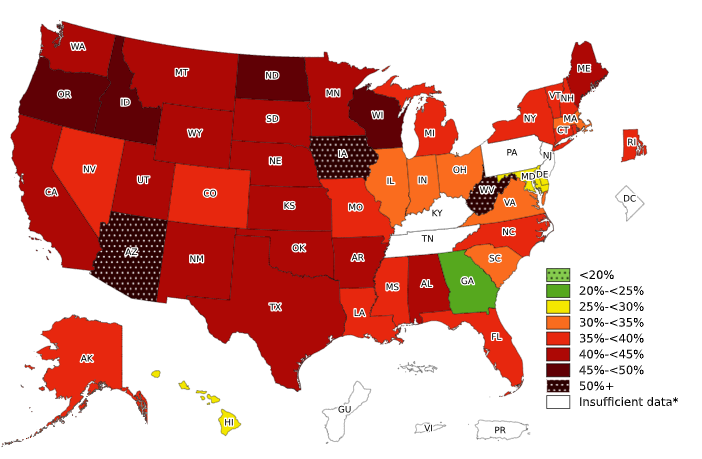 WA
MT
ND
MN
ME
OR
ID
WI
VT
NH
SD
WY
MI
NY
MA
CT
RI
NE
IA
PA
NJ
NV
UT
CO
IL
IN
OH
MD
DE
WV
CA
KS
MO
VA
DC
KY
AZ
NM
OK
AR
TN
NC
SC
MS
AL
GA
TX
LA
FL
AK
HI
GU
VI
PR
<20%
20%-<25%
25%-<30%
30%-<35%
35%-<40%
40%-<45%
45%-<50%
50%+
Insufficient data*